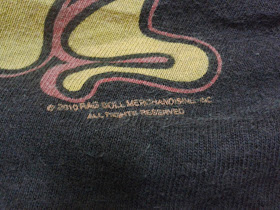 © 2010 RAG DOLL MERCHANDISING, INC.
ALL RIGHTS RESERVED